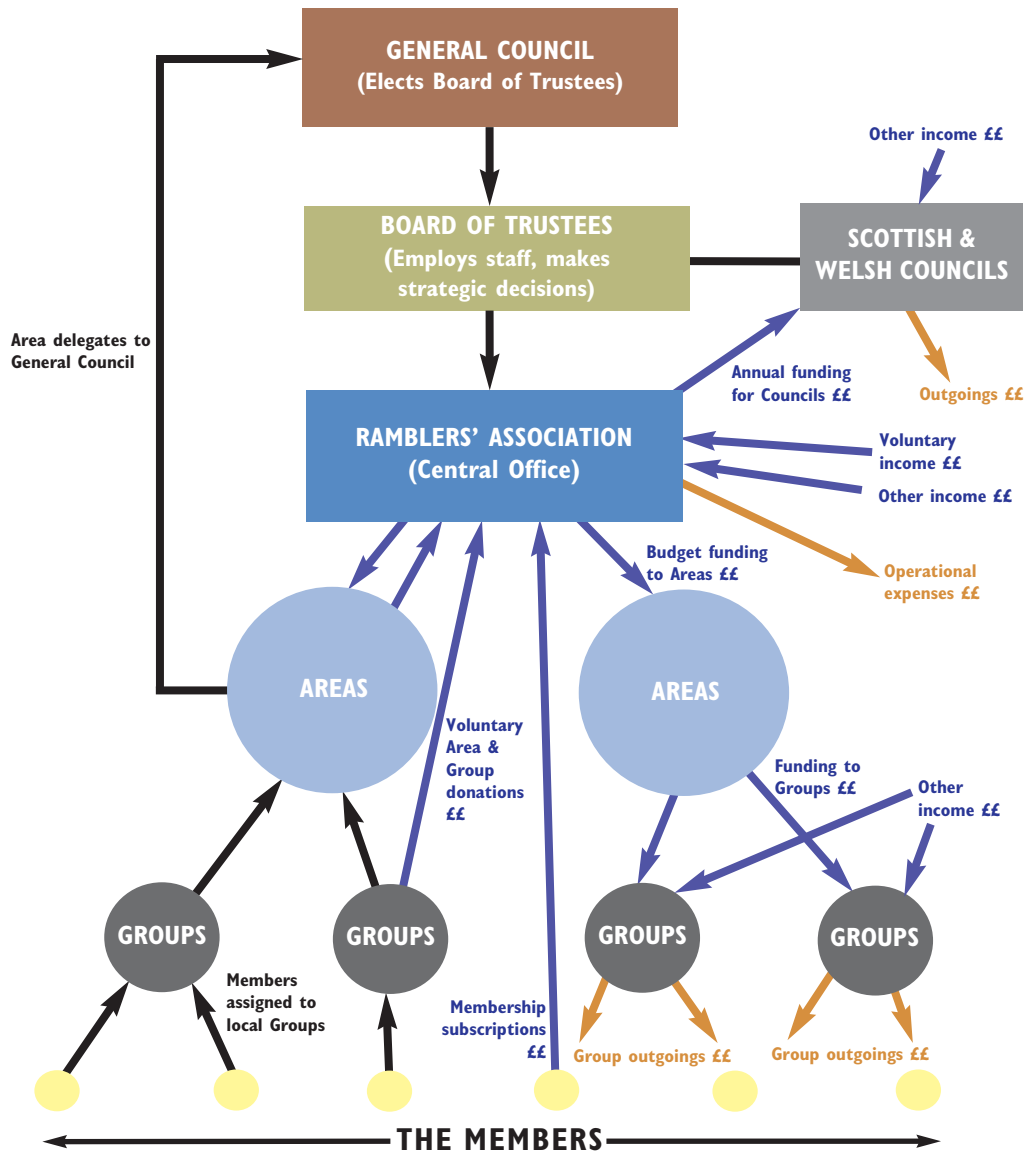 GENERAL COUNCIL
(Elects Board of Trustees)
Other income ££
BOARD OF TRUSTEES
(Employs staff, makes
strategic decisions)
SCOTTISH &
WELSH COUNCILS
Area delegates to
General Council
Annual funding
for Councils ££
Outgoings ££
RAMBLERS’ ASSOCIATION
(Central Office)
Voluntary
income ££
Other income ££
Budget funding
to Areas ££
Operational
expenses ££
AREAS
AREAS
Voluntary
Area &
Group
donations
££
Funding to
Groups ££
Other
income ££
GROUPS
GROUPS
GROUPS
GROUPS
Members
assigned to
local Groups
Membership
subscriptions
££
Group outgoings ££
Group outgoings ££
THE MEMBERS